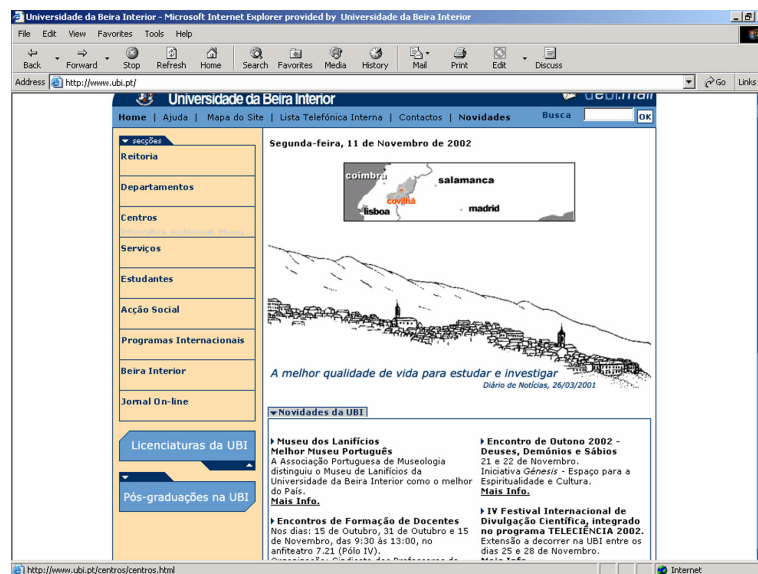 Universidade da Beira Interior - Microsoft Internet Explorer provided by Universidade da Beira Interior
File Edit View Favorites Tools Help
Back Forward Stop Refresh Home Search Favorites Media History Mail Print Edit Discuss
Address http://www.ubi.pt/ Go Links
Universidade da Beira Interior
Home | Ajuda | Mapa do Site | Lista Telefónica Interna | Contactos | Novidades Busca OK
secções
Reitoria
Departamentos
Centros
Informática, Audiovisual, Museu
Serviços
Estudantes
Acção Social
Programas Internacionais
Beira Interior
Jornal On-line
Licenciaturas da UBI
Pós-graduações na UBI
Segunda-feira, 11 de Novembro de 2002
coimbra
salamanca
covilhã
lisboa
madrid
A melhor qualidade de vida para estudar e investigar
Diário de Notícias, 26/03/2001
Novidades da UBI
Museu dos Lanifícios
Melhor Museu Português
A Associação Portuguesa de Museologia
distinguiu o Museu de Lanifícios da
Universidade da Beira Interior como o melhor
do País.
Mais Info.
Encontros de Formação de Docentes
Nos dias: 15 de Outubro, 31 de Outubro e 15
de Novembro, das 9:30 às 13:00, no
anfiteatro 7.21 (Pólo IV).
Encontro de Outono 2002 -
Deuses, Demónios e Sábios
21 e 22 de Novembro.
Iniciativa Génesis - Espaço para a
Espiritualidade e Cultura.
Mais Info.
IV Festival Internacional de
Divulgação Científica, integrado
no programa TELECIÊNCIA 2002.
Extensão a decorrer na UBI entre os
dias 25 e 28 de Novembro.
http://www.ubi.pt/centros/centros.html
Internet